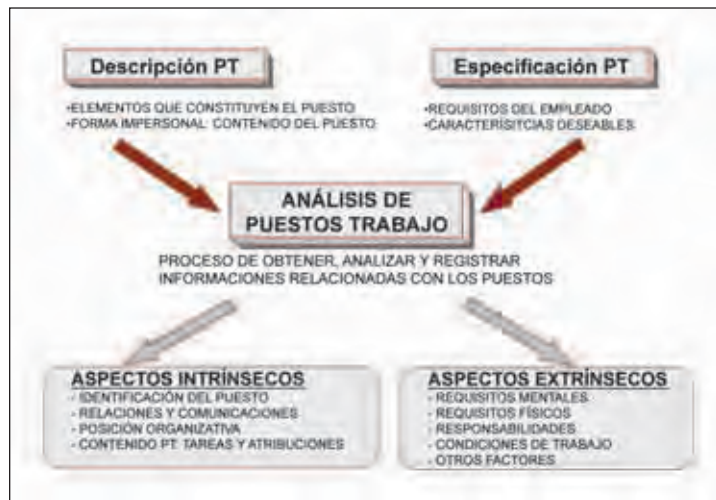 Descripción PT
•ELEMENTOS QUE CONSTITUYEN EL PUESTO
•FORMA IMPERSONAL: CONTENIDO DEL PUESTO
Especificación PT
•REQUISITOS DEL EMPLEADO
•CARACTERÍSITCIAS DESEABLES
ANÁLISIS DE
PUESTOS TRABAJO
PROCESO DE OBTENER, ANALIZAR Y REGISTRAR
INFORMACIONES RELACIONADAS CON LOS PUESTOS
ASPECTOS INTRÍNSECOS
- IDENTIFICACIÓN DEL PUESTO
- RELACIONES Y COMUNICACIONES
- POSICIÓN ORGANIZATIVA
- CONTENIDO PT: TAREAS Y ATRIBUCIONES
ASPECTOS EXTRÍNSECOS
- REQUISITOS MENTALES
- REQUISITOS FÍSICOS
- RESPONSABILIDADES
- CONDICIONES DE TRABAJO
- OTROS FACTORES